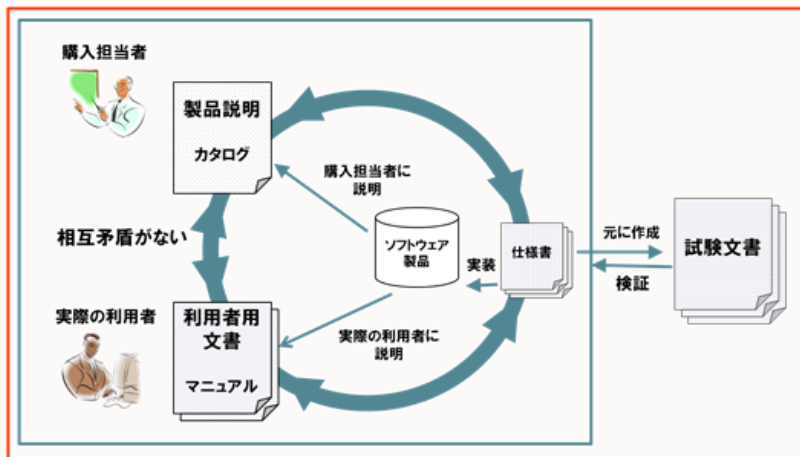 購入担当者
製品説明
カタログ
購入担当者に
説明
相互矛盾がない
ソフトウェア
製品
実装
仕様書
元に作成
検証
試験文書
実際の利用者
利用者用
文書
マニュアル
実際の利用者に
説明